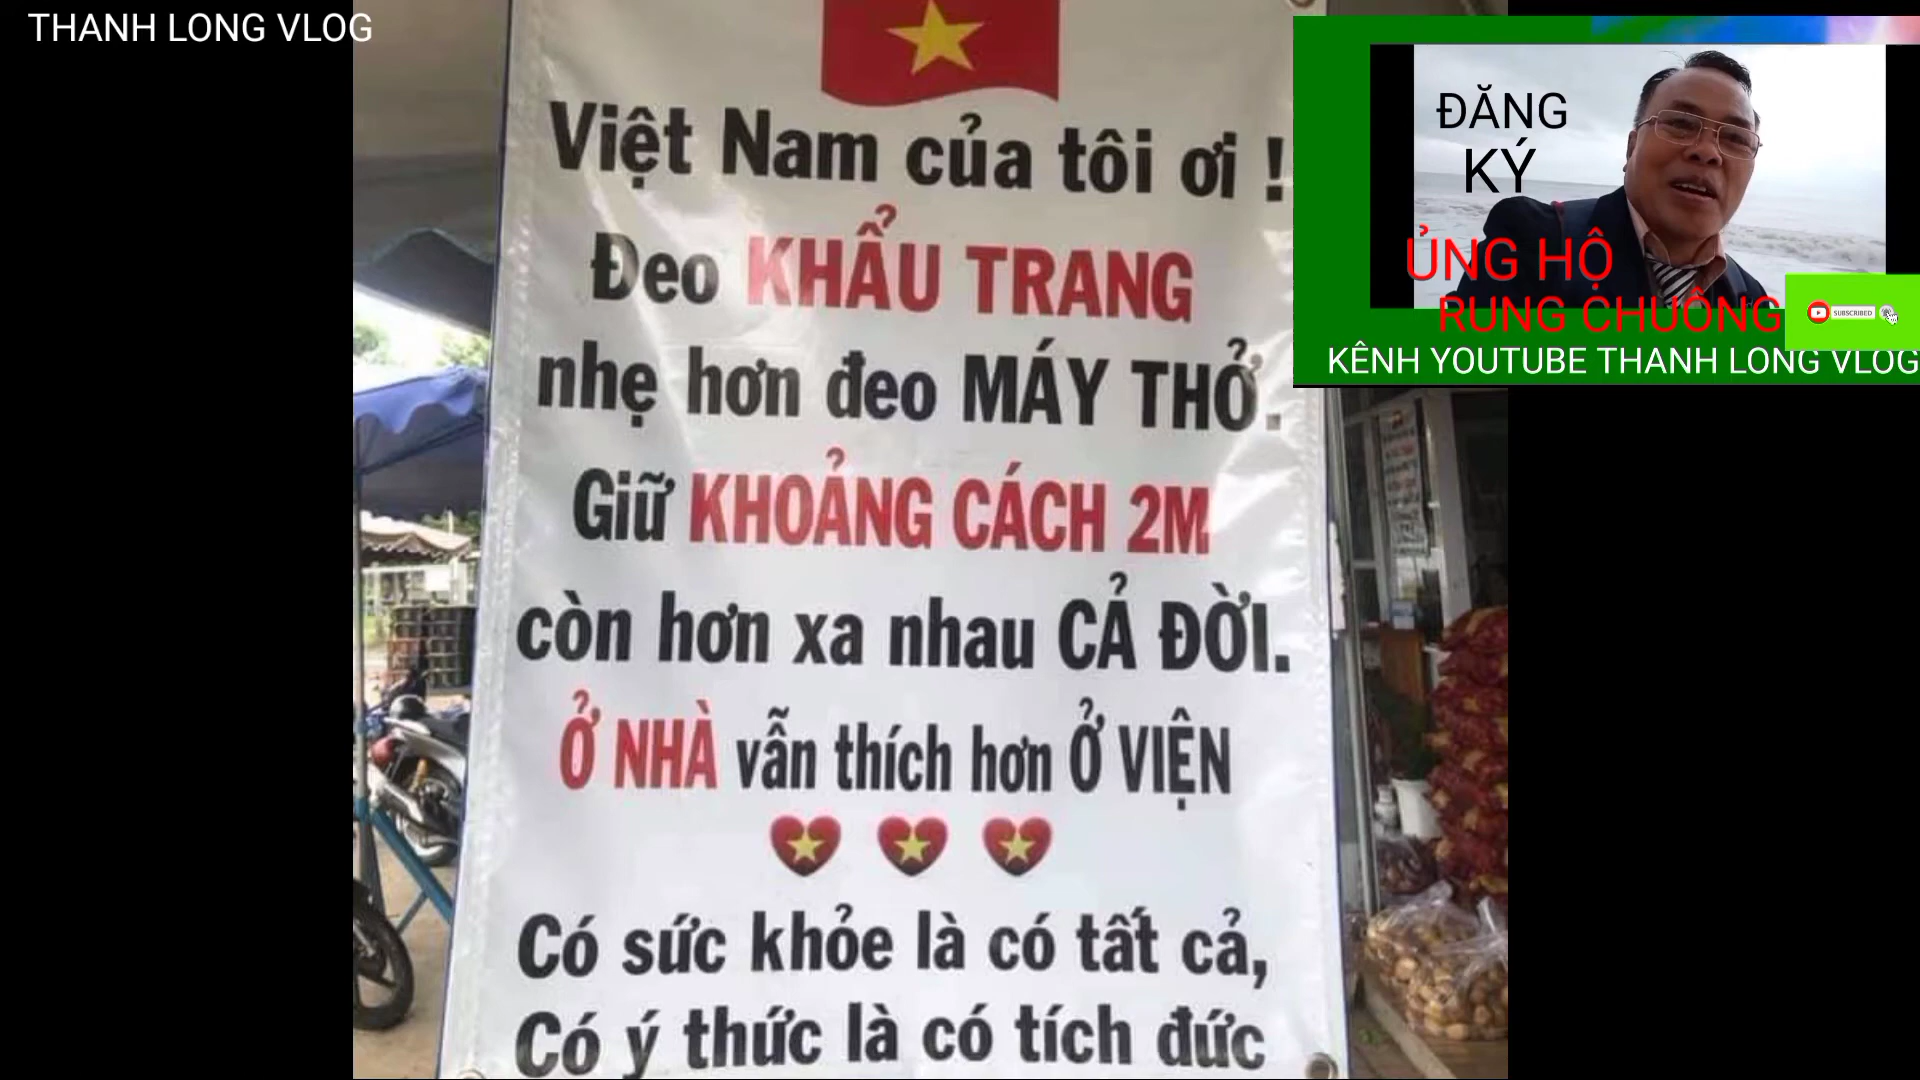 THANH LONG VLOG
Việt Nam của tôi ơi !
Đeo KHẨU TRANG
nhẹ hơn đeo MÁY THỞ.
Giữ KHOẢNG CÁCH 2M
còn hơn xa nhau CẢ ĐỜI.
Ở NHÀ vẫn thích hơn Ở VIỆN
Có sức khỏe là có tất cả,
Có ý thức là có tích đức
ĐĂNG
KÝ
ỦNG HỘ
RUNG CHUÔNG
SUBSCRIBED
KÊNH YOUTUBE THANH LONG VLOG